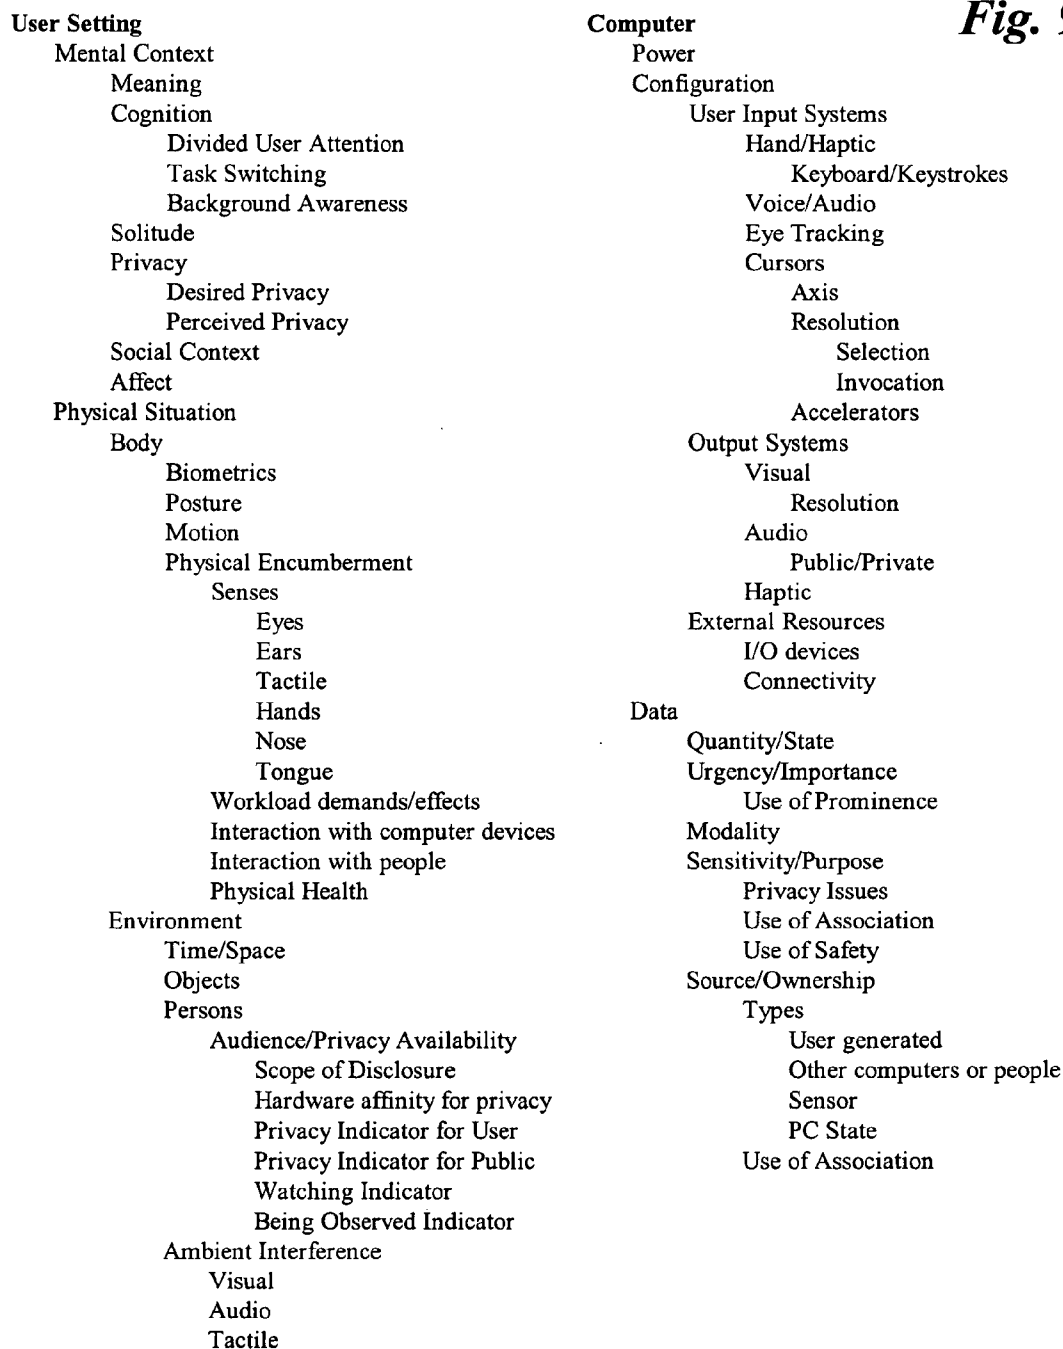 Fig. 9
User Setting
Mental Context
Meaning
Cognition
Divided User Attention
Task Switching
Background Awareness
Solitude
Privacy
Desired Privacy
Perceived Privacy
Social Context
Affect
Physical Situation
Body
Biometrics
Posture
Motion
Physical Encumberment
Senses
Eyes
Ears
Tactile
Hands
Nose
Tongue
Workload demands/effects
Interaction with computer devices
Interaction with people
Physical Health
Environment
Time/Space
Objects
Persons
Audience/Privacy Availability
Scope of Disclosure
Hardware affinity for privacy
Privacy Indicator for User
Privacy Indicator for Public
Watching Indicator
Being Observed Indicator
Ambient Interference
Visual
Audio
Tactile
Computer
Power
Configuration
User Input Systems
Hand/Haptic
Keyboard/Keystrokes
Voice/Audio
Eye Tracking
Cursors
Axis
Resolution
Selection
Invocation
Accelerators
Output Systems
Visual
Resolution
Audio
Public/Private
Haptic
External Resources
I/O devices
Connectivity
Data
Quantity/State
Urgency/Importance
Use of Prominence
Modality
Sensitivity/Purpose
Privacy Issues
Use of Association
Use of Safety
Source/Ownership
Types
User generated
Other computers or people
Sensor
PC State
Use of Association